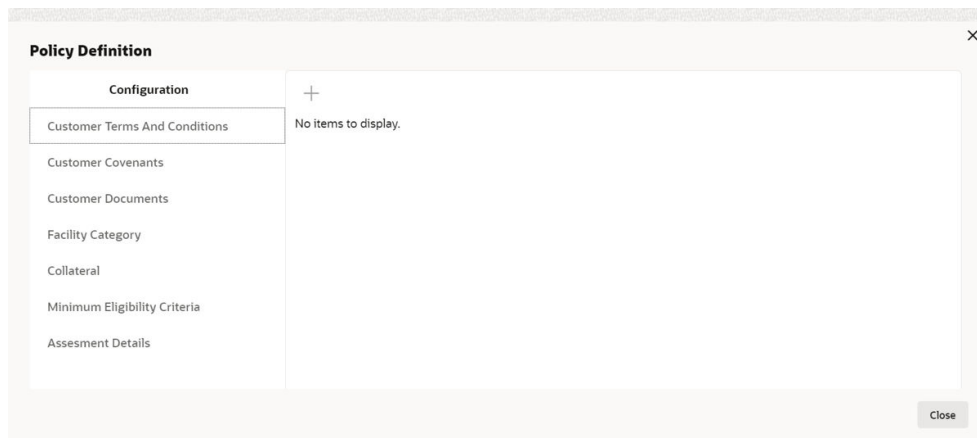 Policy Definition
Configuration
Customer Terms And Conditions
Customer Covenants
Customer Documents
Facility Category
Collateral
Minimum Eligibility Criteria
Assesment Details
No items to display.
Close